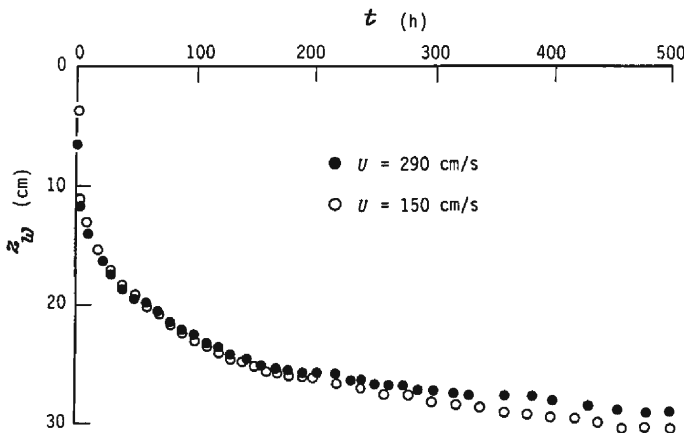 t (h)
0 100 200 300 400 500
0
● U = 290 cm/s
10
○ U = 150 cm/s
z_w (cm)
20
30